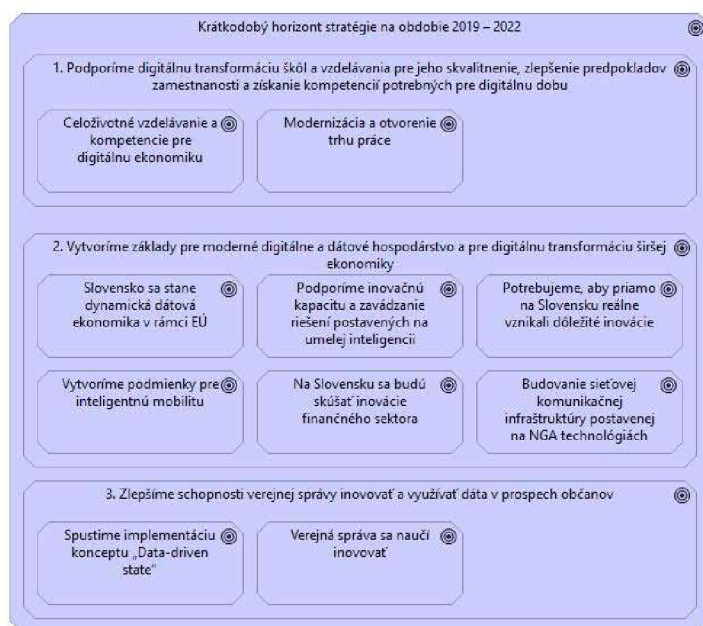 Krátkodobý horizont stratégie na obdobie 2019 – 2022
1. Podporíme digitálnu transformáciu škôl a vzdelávania pre jeho skvalitnenie, zlepšenie predpokladov
zamestnanosti a získanie kompetencií potrebných pre digitálnu dobu
Celoživotné vzdelávanie a
kompetencie pre
digitálnu ekonomiku
Modernizácia a otvorenie
trhu práce
2. Vytvoríme základy pre moderné digitálne a dátové hospodárstvo a pre digitálnu transformáciu širšej
ekonomiky
Slovensko sa stane
dynamická dátová
ekonomika v rámci EÚ
Podporíme inovačnú
kapacitu a zavádzanie
riešení postavených na
umelej inteligencii
Potrebujeme, aby priamo
na Slovensku reálne
vznikali dôležité inovácie
Vytvoríme podmienky pre
inteligentnú mobilitu
Na Slovensku sa budú
skúšať inovácie
finančného sektora
Budovanie sieťovej
komunikačnej
infraštruktúry postavenej
na NGA technológiách
3. Zlepšíme schopnosti verejnej správy inovovať a využívať dáta v prospech občanov
Spustime implementáciu
konceptu „Data-driven
state“
Verejná správa sa naučí
inovovať